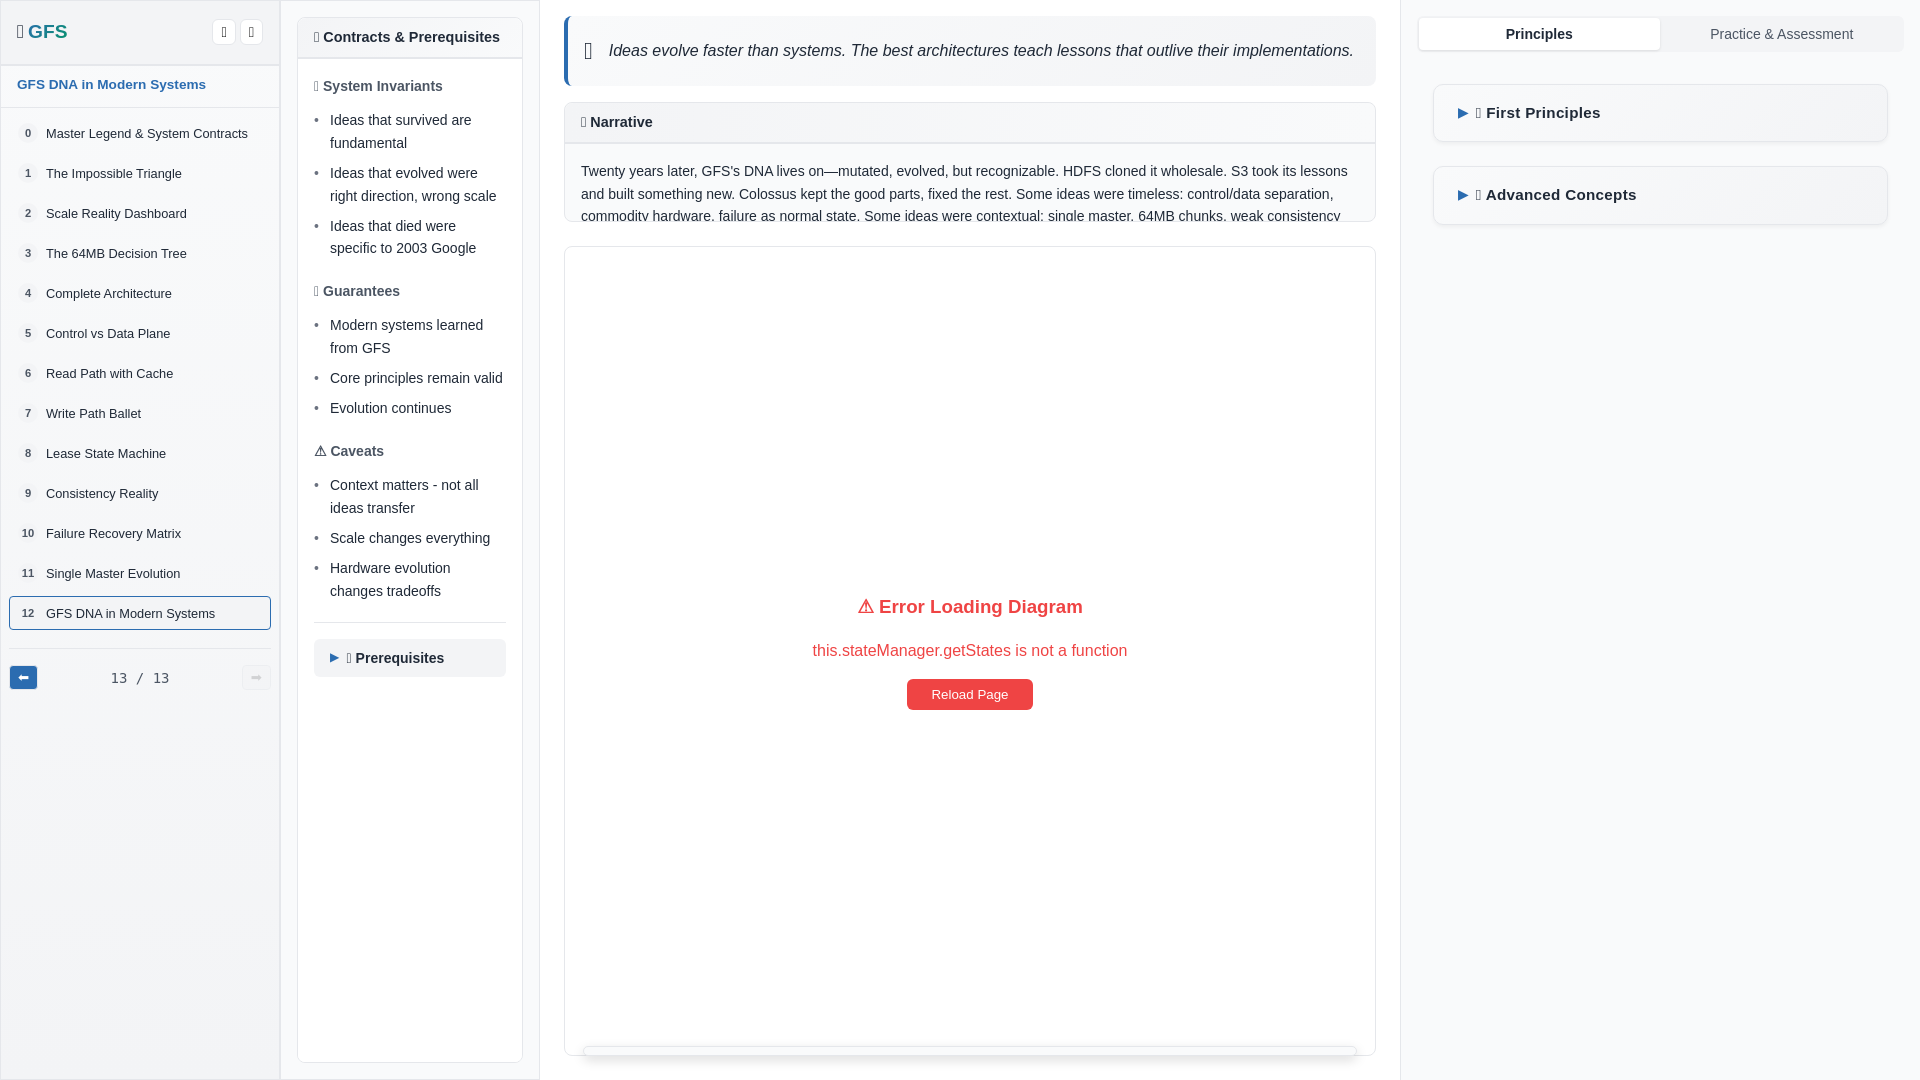 GFS
GFS DNA in Modern Systems
0 Master Legend & System Contracts
1 The Impossible Triangle
2 Scale Reality Dashboard
3 The 64MB Decision Tree
4 Complete Architecture
5 Control vs Data Plane
6 Read Path with Cache
7 Write Path Ballet
8 Lease State Machine
9 Consistency Reality
10 Failure Recovery Matrix
11 Single Master Evolution
12 GFS DNA in Modern Systems
⬅ 13 / 13 ➡
Contracts & Prerequisites
System Invariants
• Ideas that survived are
fundamental
• Ideas that evolved were
right direction, wrong scale
• Ideas that died were
specific to 2003 Google
Guarantees
• Modern systems learned
from GFS
• Core principles remain valid
• Evolution continues
⚠ Caveats
• Context matters - not all
ideas transfer
• Scale changes everything
• Hardware evolution
changes tradeoffs
▶ Prerequisites
Ideas evolve faster than systems. The best architectures teach lessons that outlive their implementations.
Narrative
Twenty years later, GFS's DNA lives on—mutated, evolved, but recognizable. HDFS cloned it wholesale. S3 took its lessons
and built something new. Colossus kept the good parts, fixed the rest. Some ideas were timeless: control/data separation,
commodity hardware, failure as normal state. Some ideas were contextual: single master, 64MB chunks, weak consistency
⚠ Error Loading Diagram
this.stateManager.getStates is not a function
Reload Page
Principles
Practice & Assessment
▶ First Principles
▶ Advanced Concepts